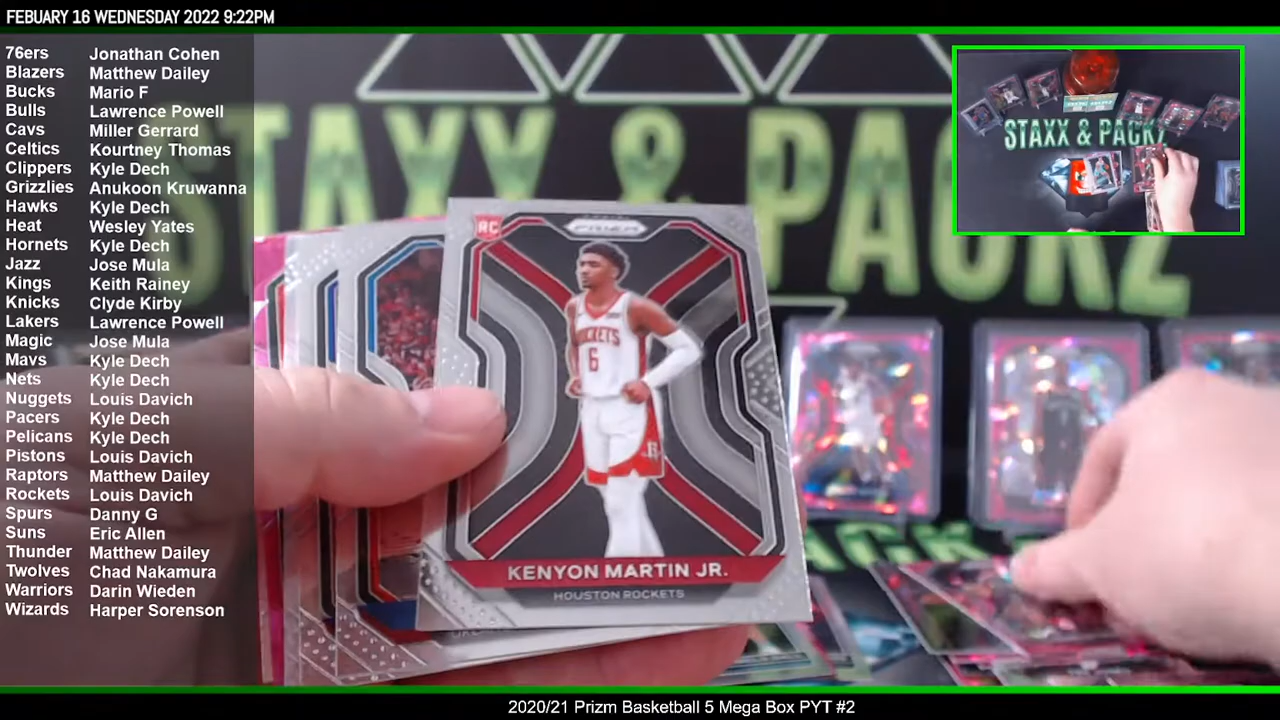 FEBUARY 16 WEDNESDAY 2022 9:22PM
76ers Jonathan Cohen
Blazers Matthew Dailey
Bucks Mario F
Bulls Lawrence Powell
Cavs Miller Gerrard
Celtics Kourtney Thomas
Clippers Kyle Dech
Grizzlies Anukoon Kruwanna
Hawks Kyle Dech
Heat Wesley Yates
Hornets Kyle Dech
Jazz Jose Mula
Kings Keith Rainey
Knicks Clyde Kirby
Lakers Lawrence Powell
Magic Jose Mula
Mavs Kyle Dech
Nets Kyle Dech
Nuggets Louis Davich
Pacers Kyle Dech
Pelicans Kyle Dech
Pistons Louis Davich
Raptors Matthew Dailey
Rockets Louis Davich
Spurs Danny G
Suns Eric Allen
Thunder Matthew Dailey
Twolves Chad Nakamura
Warriors Darin Wieden
Wizards Harper Sorenson
STAXX & PACKZ
STAXX & PACKZ
RC
PRIZM
ROCKETS
6
KENYON MARTIN JR.
HOUSTON ROCKETS
2020/21 Prizm Basketball 5 Mega Box PYT #2